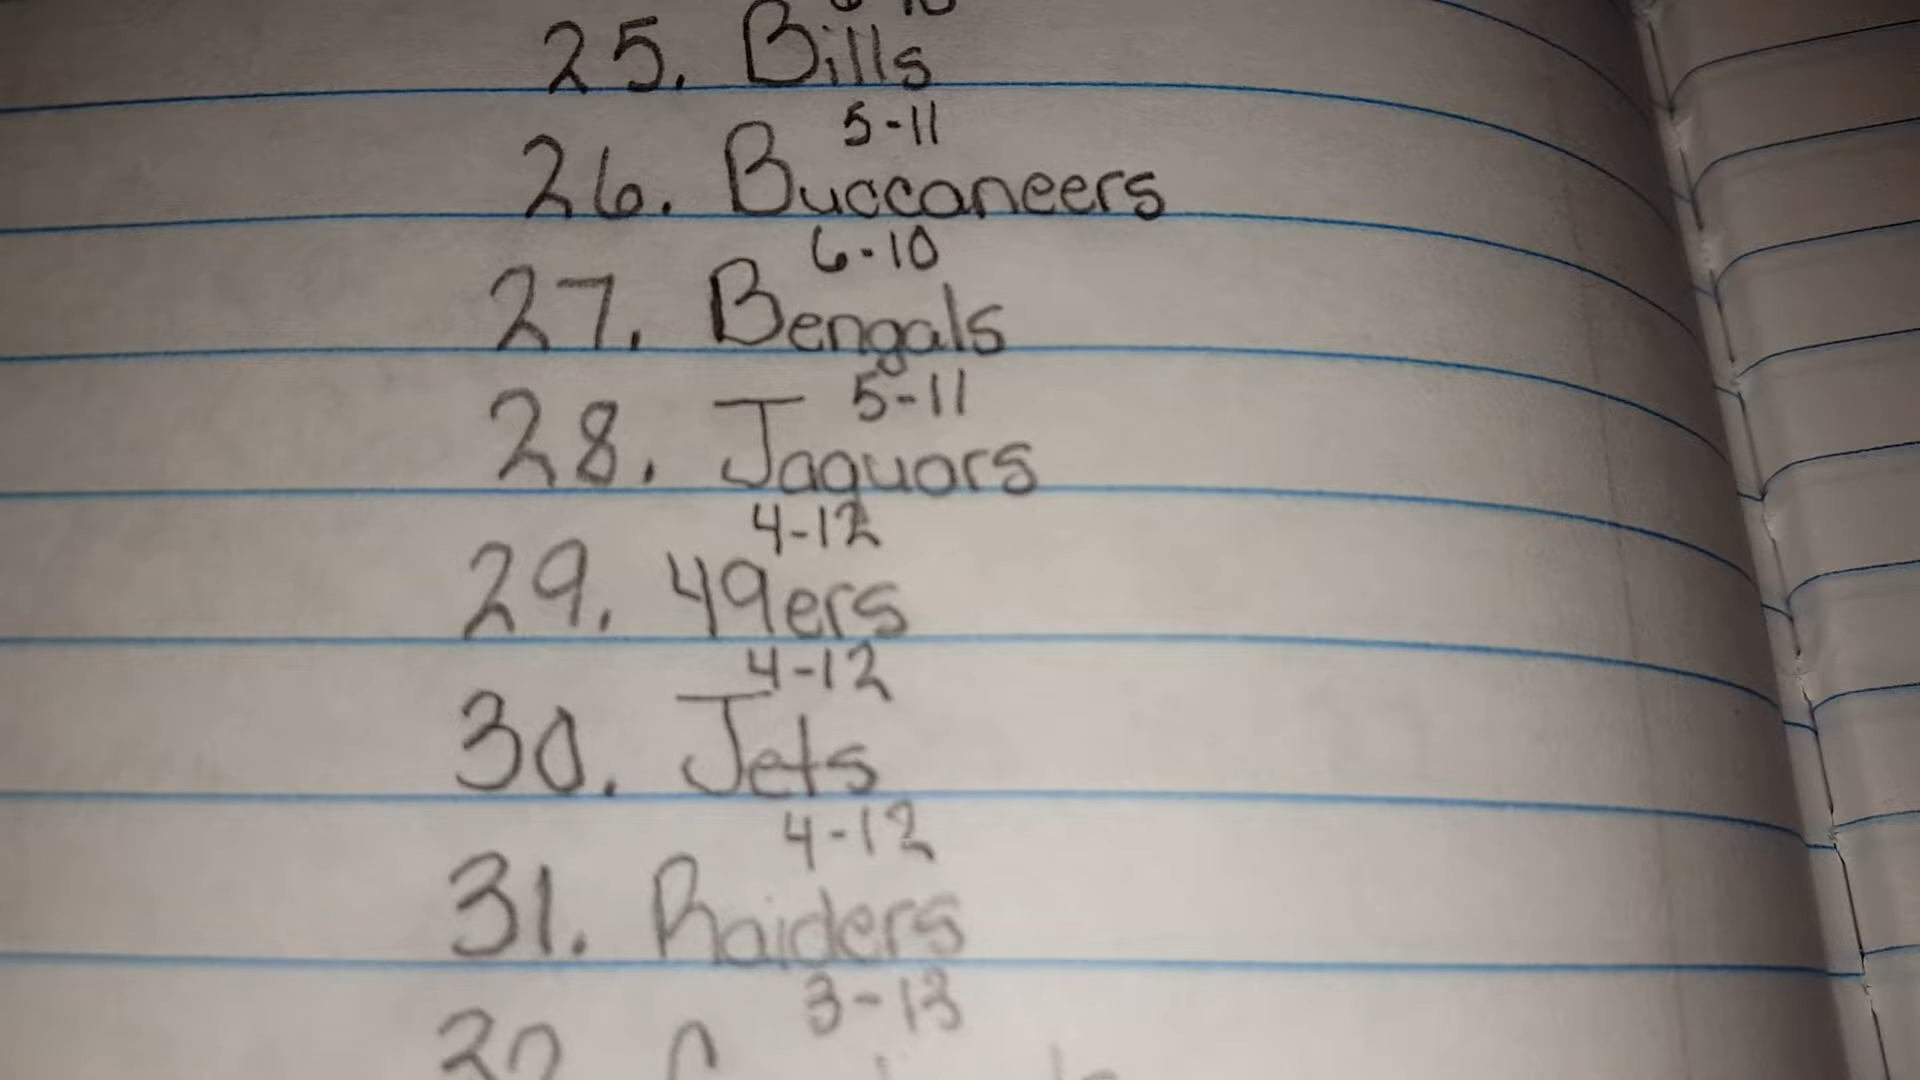 25. Bills
5-11
26. Buccaneers
6-10
27. Bengals
5-11
28. Jaguars
4-12
29. 49ers
4-12
30. Jets
4-12
31. Raiders
3-13